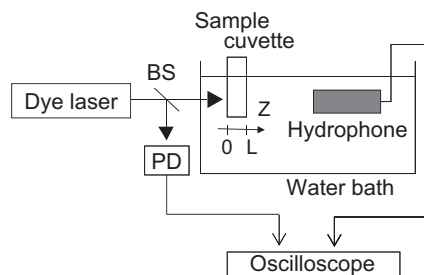 Sample
cuvette
BS
Dye laser
Z
Hydrophone
0 L
PD
Water bath
Oscilloscope